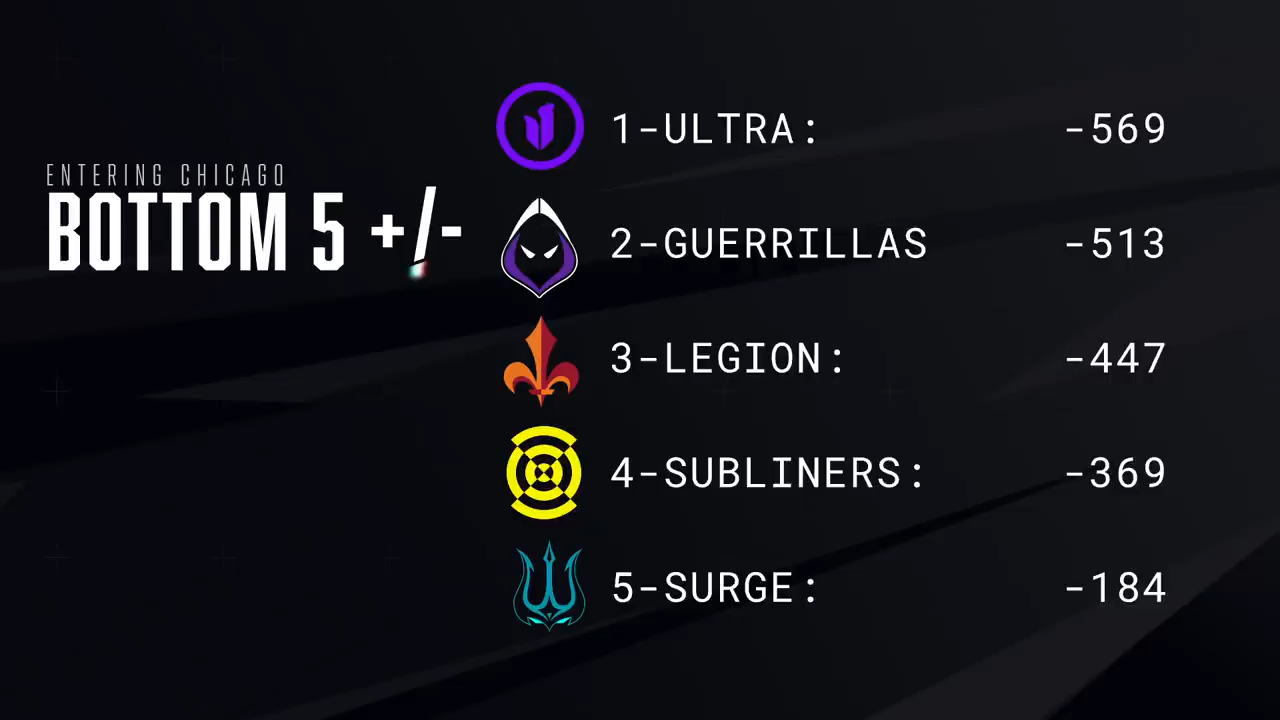 ENTERING CHICAGO
BOTTOM 5 +/-
1-ULTRA: -569
2-GUERRILLAS -513
3-LEGION: -447
4-SUBLINERS: -369
5-SURGE: -184